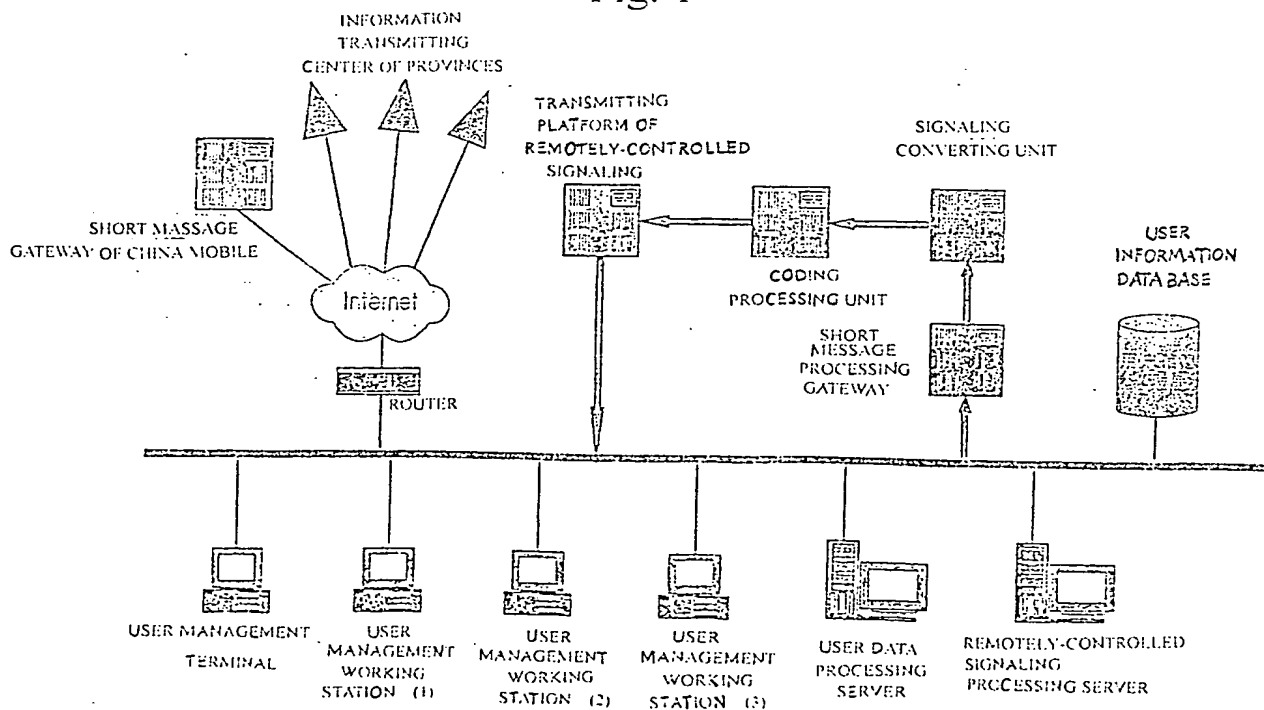 Fig.
INFORMATION
TRANSMITTING
CENTER OF PROVINCES
TRANSMITTING
PLATFORM OF
REMOTELY-CONTROLLED
SIGNALING
SIGNALING
CONVERTING UNIT
SHORT MASSAGE
GATEWAY OF CHINA MOBILE
Internet
CODING
PROCESSING UNIT
USER
INFORMATION
DATA BASE
SHORT
MESSAGE
PROCESSING
GATEWAY
ROUTER
USER MANAGEMENT
TERMINAL
USER
MANAGEMENT
WORKING
STATION (1)
USER
MANAGEMENT
WORKING
STATION (2)
USER
MANAGEMENT
WORKING
STATION (3)
USER DATA
PROCESSING
SERVER
REMOTELY-CONTROLLED
SIGNALING
PROCESSING SERVER